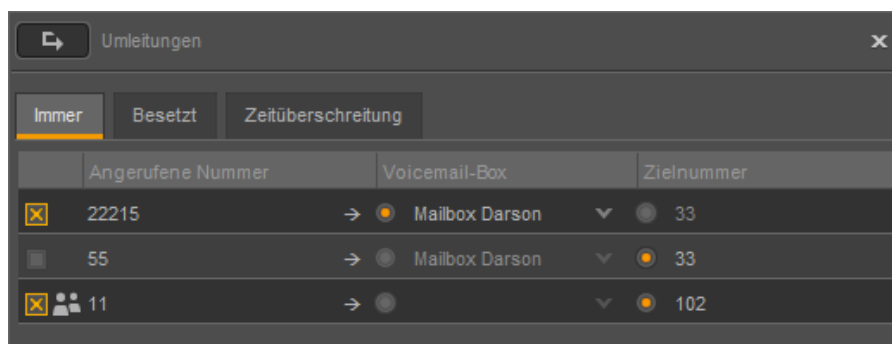 Umleitungen
Immer Besetzt Zeitüberschreitung
Angerufene Nummer Voicemail-Box Zielnummer
22215 → Mailbox Darson 33
55 → Mailbox Darson 33
11 → 102